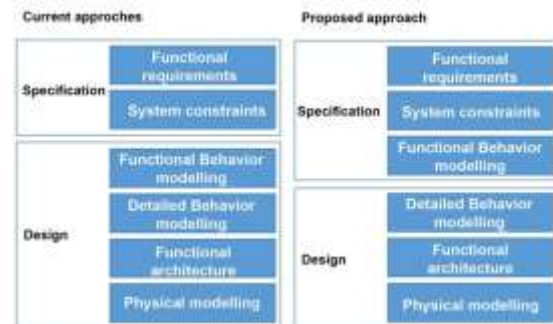 Current approches
Specification
Functional
requirements
System constraints
Design
Functional Behavior
modelling
Detailed Behavior
modelling
Functional
architecture
Physical modelling
Proposed approach
Specification
Functional
requirements
System constraints
Functional Behavior
modelling
Design
Detailed Behavior
modelling
Functional
architecture
Physical modelling